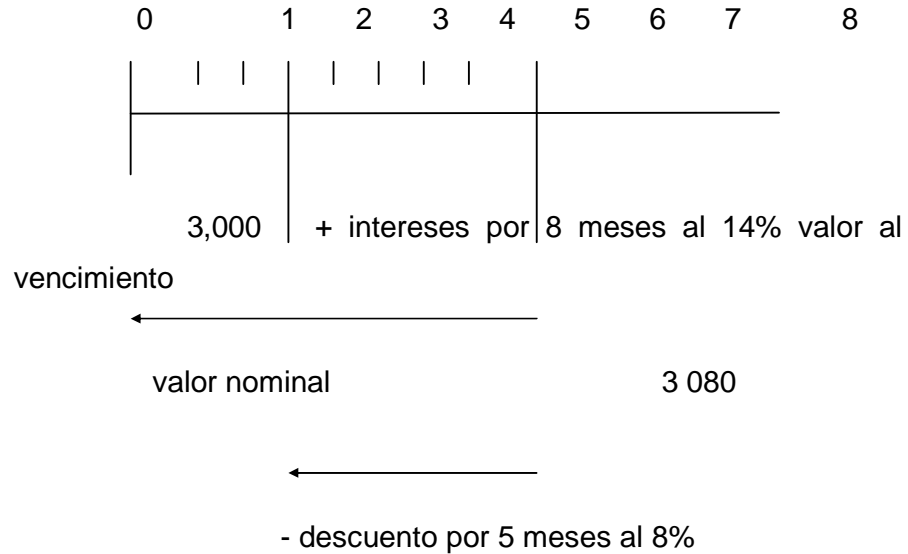 0 1 2 3 4 5 6 7 8
3,000 + intereses por 8 meses al 14% valor al
vencimiento
valor nominal 3 080
- descuento por 5 meses al 8%